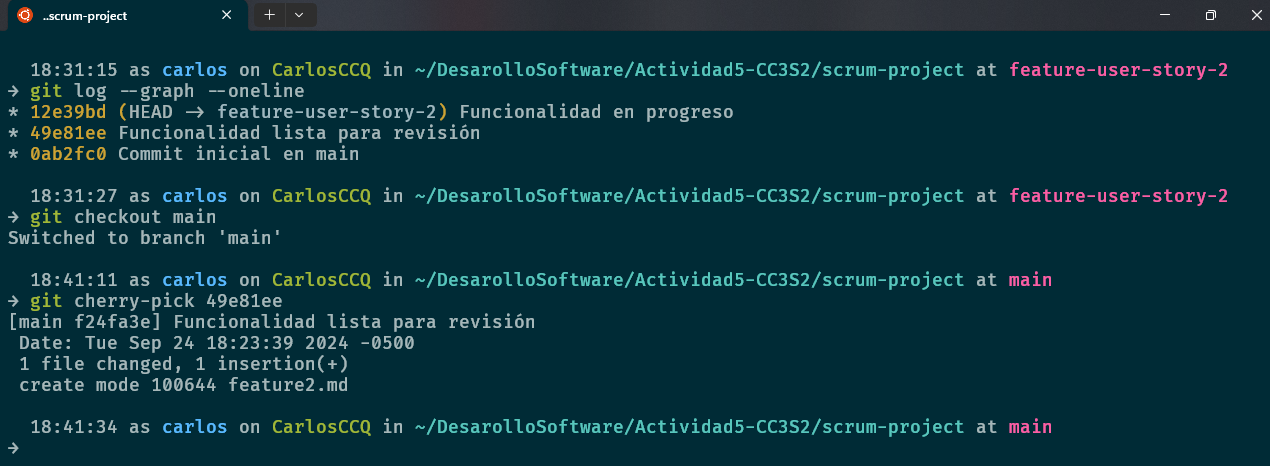 ..scrum-project
18:31:15 as carlos on CarlosCCQ in ~/DesarolloSoftware/Actividad5-CC3S2/scrum-project at feature-user-story-2
→ git log --graph --oneline
* 12e39bd (HEAD → feature-user-story-2) Funcionalidad en progreso
* 49e81ee Funcionalidad lista para revisión
* 0ab2fc0 Commit inicial en main
18:31:27 as carlos on CarlosCCQ in ~/DesarolloSoftware/Actividad5-CC3S2/scrum-project at feature-user-story-2
→ git checkout main
Switched to branch 'main'
18:41:11 as carlos on CarlosCCQ in ~/DesarolloSoftware/Actividad5-CC3S2/scrum-project at main
→ git cherry-pick 49e81ee
[main f24fa3e] Funcionalidad lista para revisión
Date: Tue Sep 24 18:23:39 2024 -0500
1 file changed, 1 insertion(+)
create mode 100644 feature2.md
18:41:34 as carlos on CarlosCCQ in ~/DesarolloSoftware/Actividad5-CC3S2/scrum-project at main
→